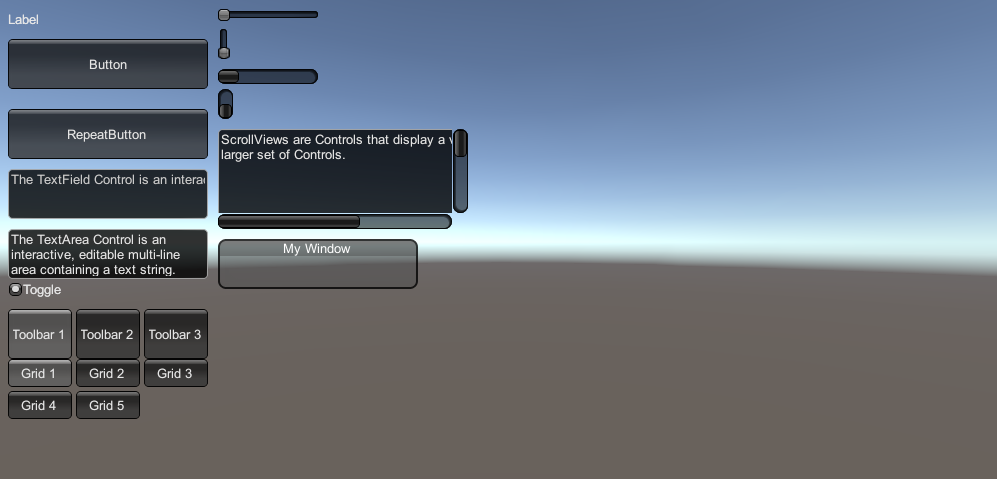 Label
Button
RepeatButton
The TextField Control is an
The TextArea Control is an
interactive, editable multi-line
area containing a text string.
Toggle
Toolbar 1
Toolbar 2
Toolbar 3
Grid 1
Grid 2
Grid 3
Grid 4
Grid 5
ScrollViews are Controls that display a
larger set of Controls.
My Window